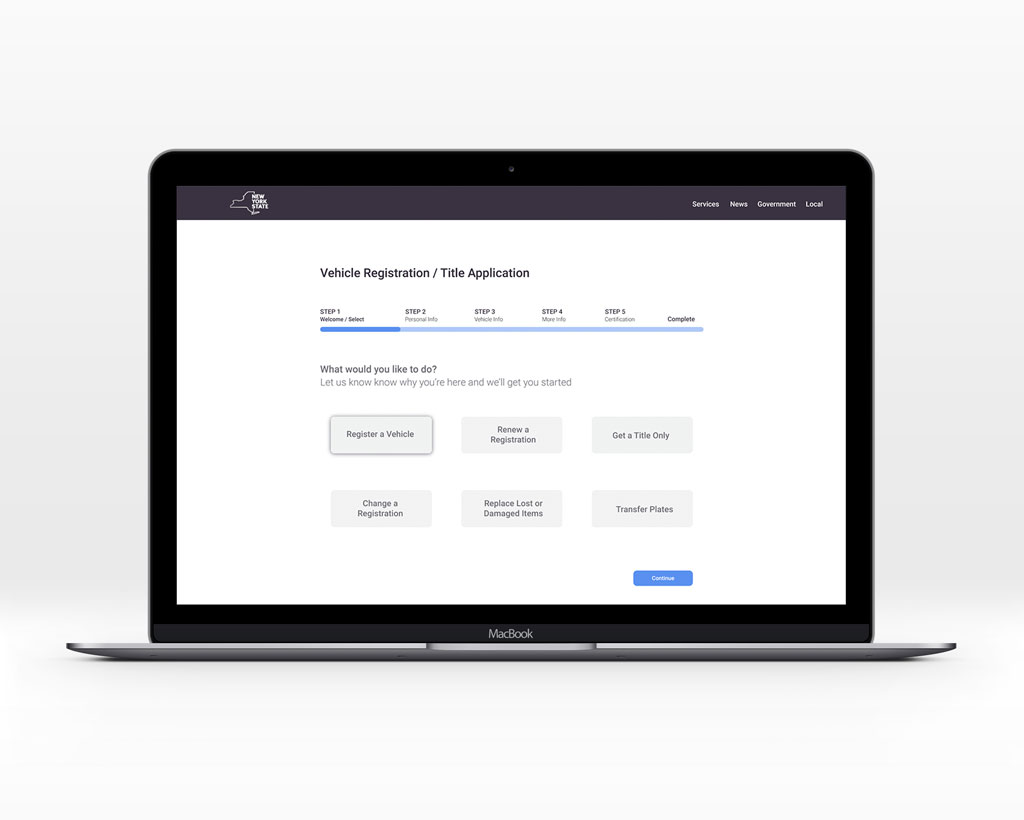 NEW
YORK
STATE
Services News Government Local
Vehicle Registration / Title Application
STEP 1
Welcome / Select
STEP 2
Personal Info
STEP 3
Vehicle Info
STEP 4
More Info
STEP 5
Certification
Complete
What would you like to do?
Let us know know why you're here and we'll get you started
Register a Vehicle
Renew a
Registration
Get a Title Only
Change a
Registration
Replace Lost or
Damaged Items
Transfer Plates
Continue
MacBook